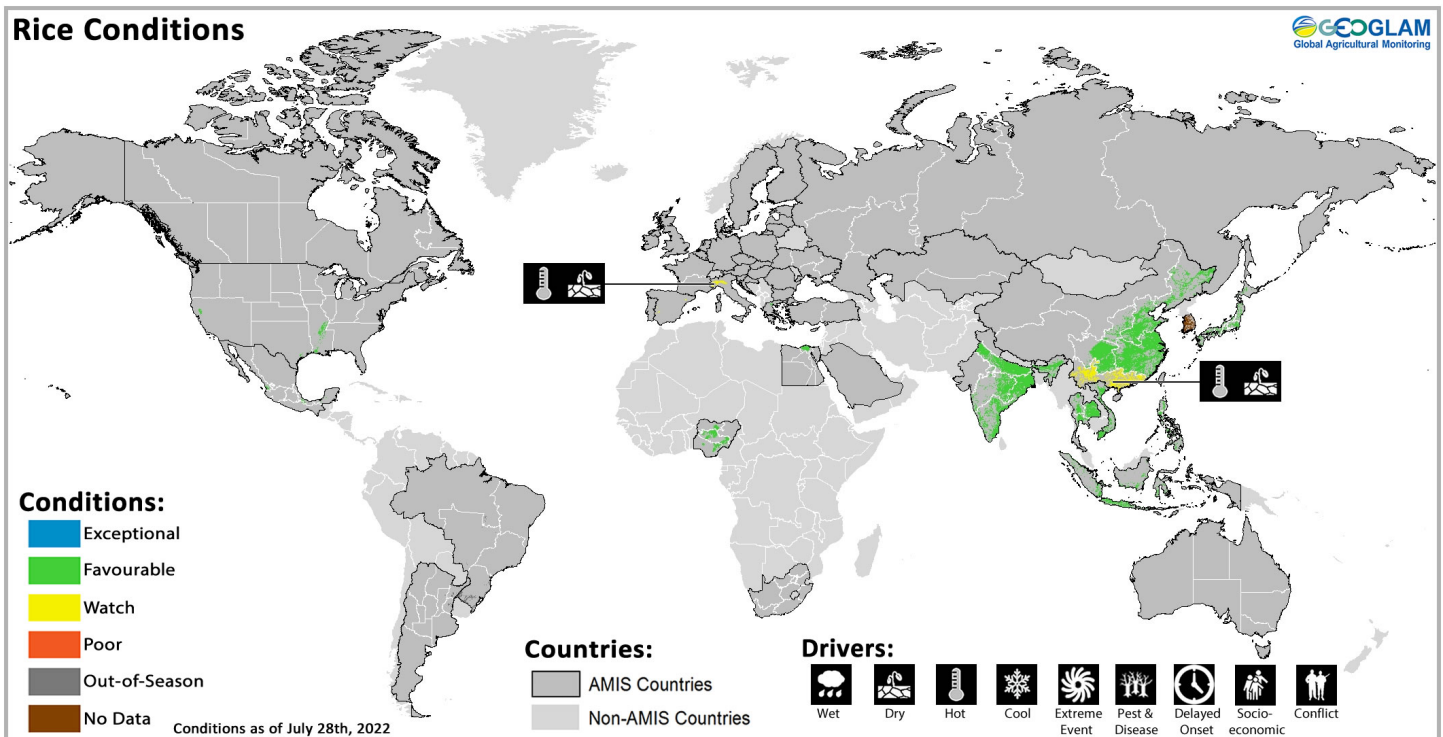 Rice Conditions
GEOGLAM
Global Agricultural Monitoring
Conditions:
Exceptional
Favourable
Watch
Poor
Out-of-Season
No Data
Conditions as of July 28th, 2022
Countries:
AMIS Countries
Non-AMIS Countries
Drivers:
Wet
Dry
Hot
Cool
Extreme
Event
Pest &
Disease
Delayed
Onset
Socio-
economic
Conflict